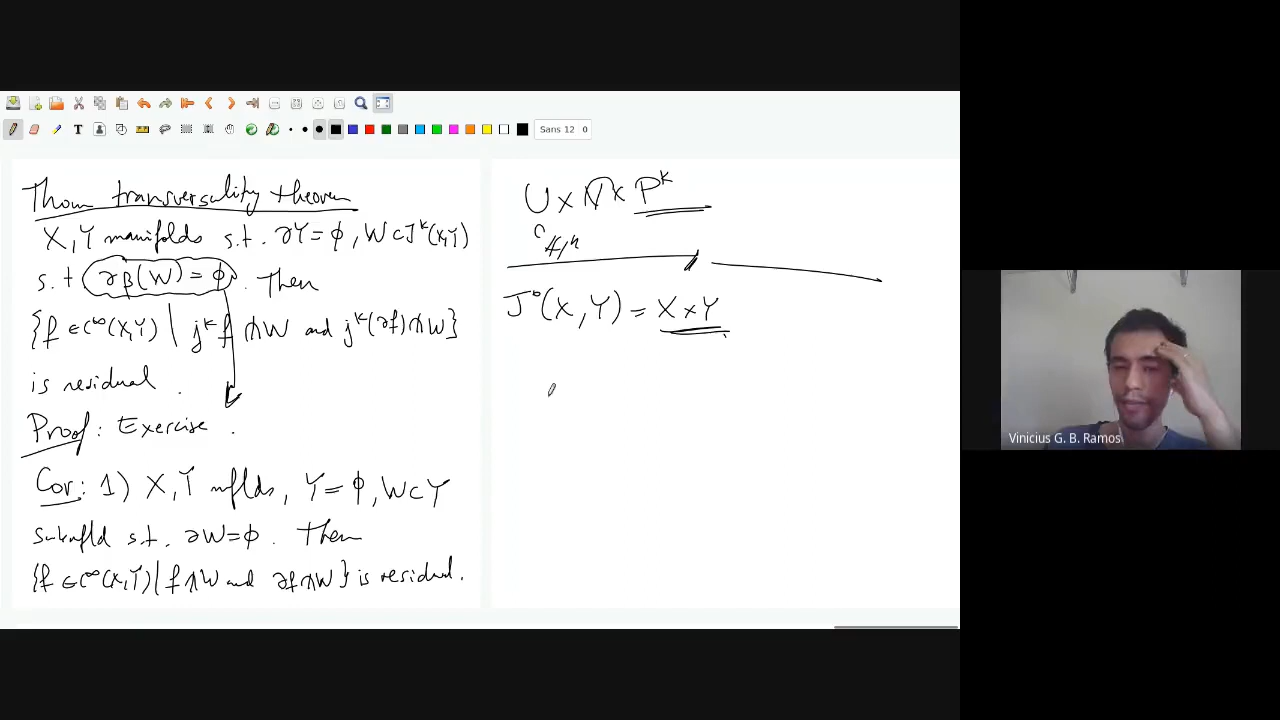 Sans 12 0
Thom transversality theorem
X, Y manifolds s.t. ∂Y = ϕ, W ⊂ J^k(X,Y)
s.t ∂β(W) = ϕ. Then
{f ∈ C^∞(X,Y) | j^k f ⋔ W and j^k(∂f) ⋔ W}
is residual.
Proof: Exercise.
Cor: 1) X, Y mflds, Y = ϕ, W ⊂ Y
submfld s.t. ∂W = ϕ. Then
{f ∈ C^∞(X,Y) | f ⋔ W and ∂f ⋔ W} is residual.
U × V × P^k
⊂
H^n
J^0(X, Y) = X × Y
Vinicius G. B. Ramos